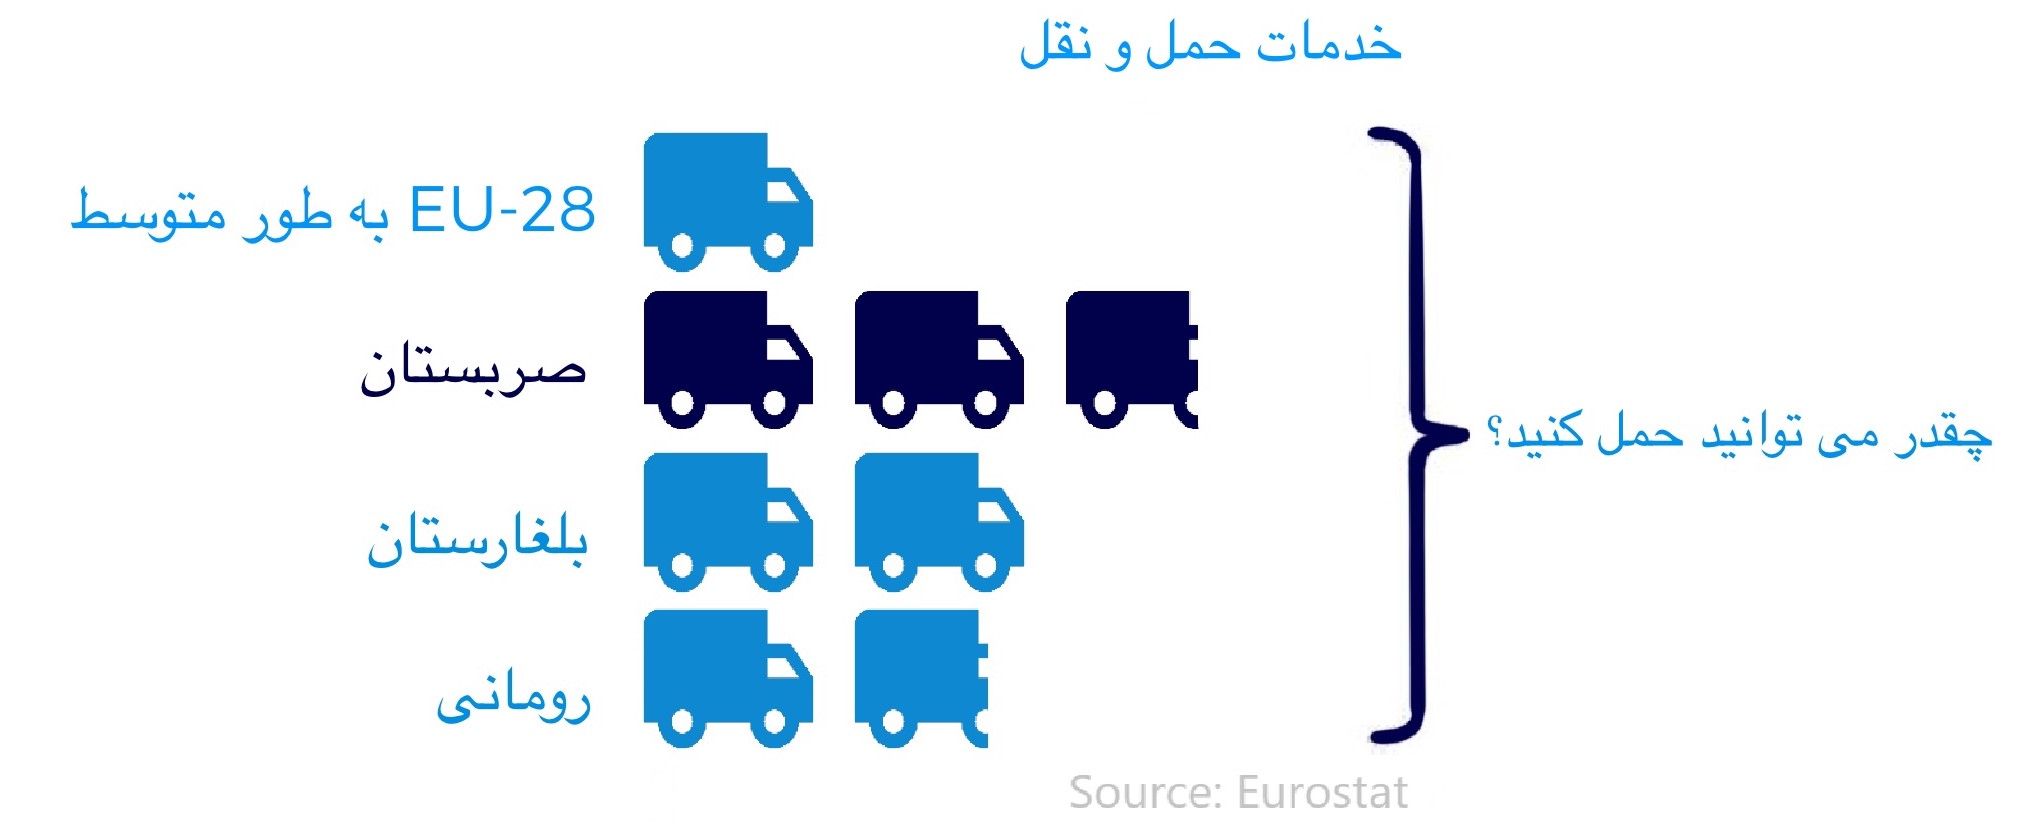 خدمات حمل و نقل
EU-28 به طور متوسط
صربستان
چقدر می توانید حمل کنید؟
بلغارستان
رومانی
Source: Eurostat